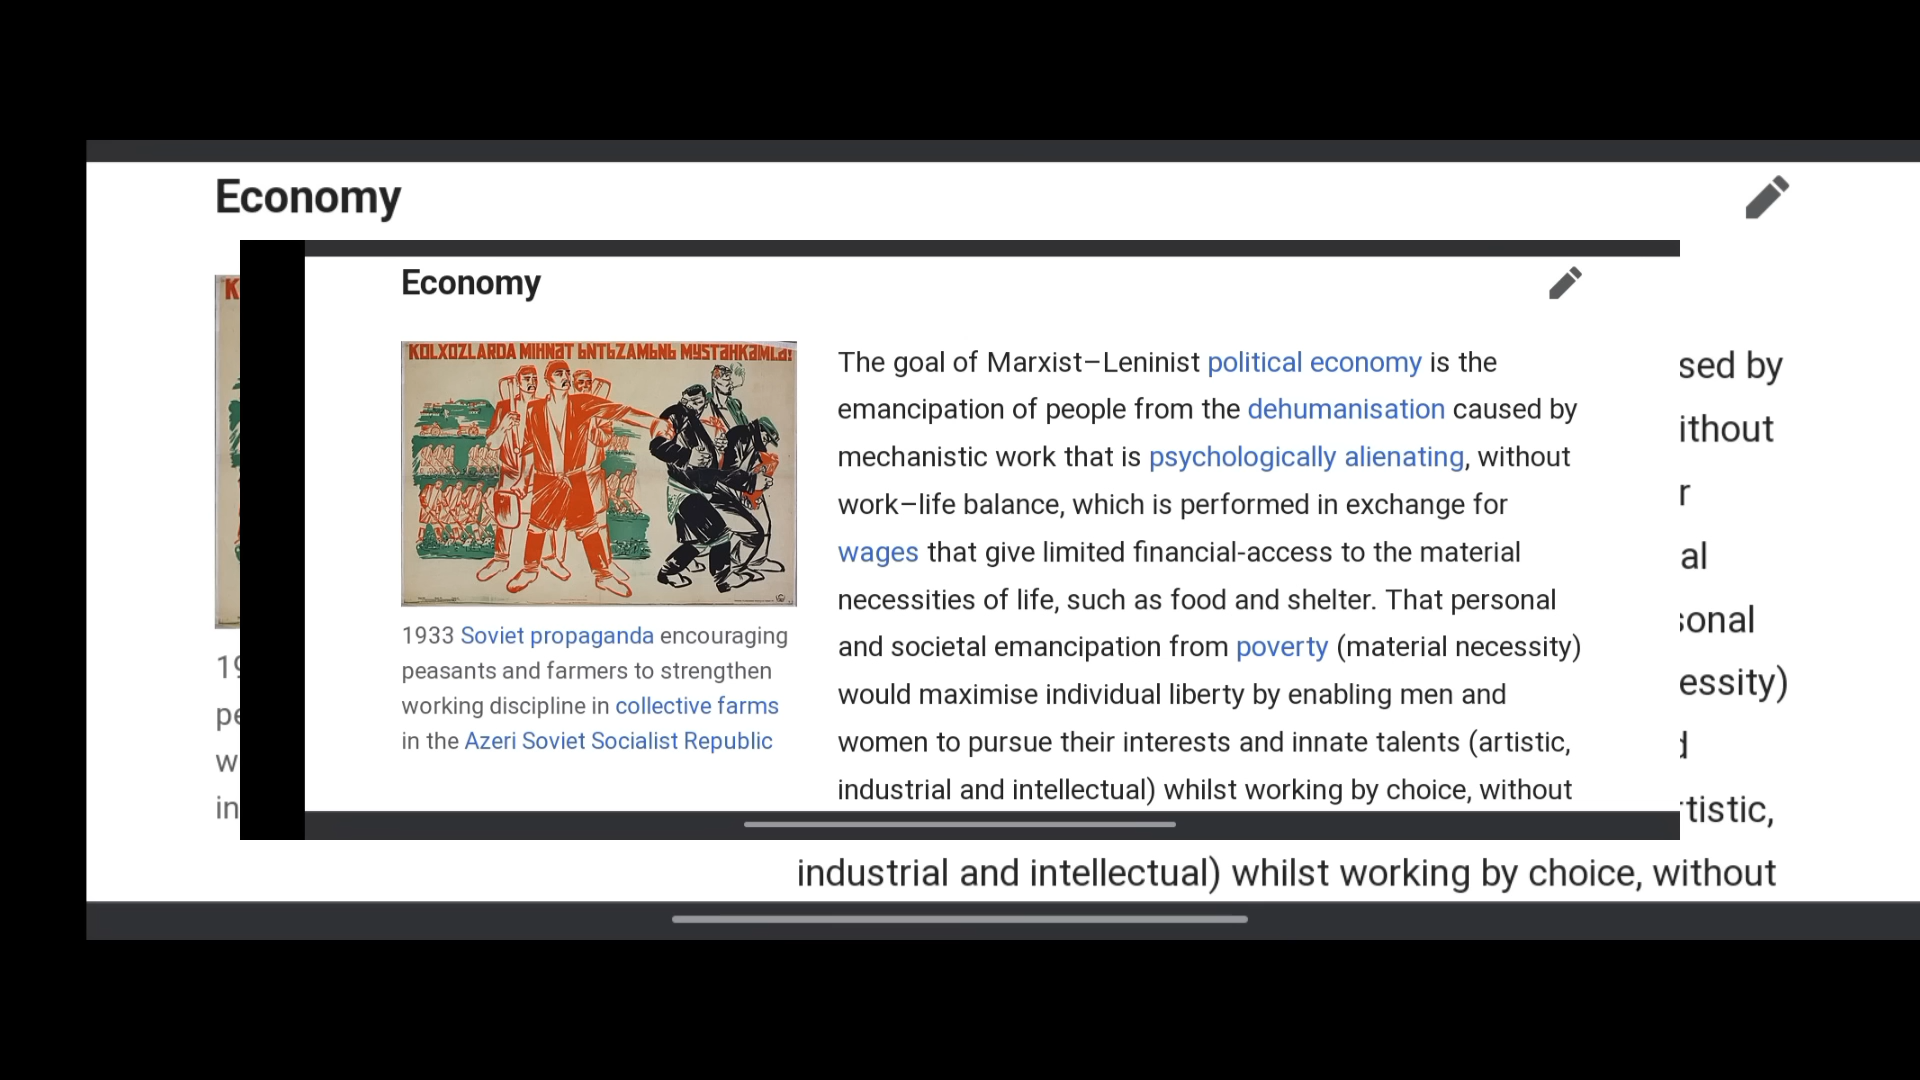 Economy
Economy
KOLXOZLARDA MIHNƏT ЬNTЬZAMЬNЬ MYSTƏHKƏMLƏ!
The goal of Marxist–Leninist political economy is the
emancipation of people from the dehumanisation caused by
mechanistic work that is psychologically alienating, without
work–life balance, which is performed in exchange for
wages that give limited financial-access to the material
necessities of life, such as food and shelter. That personal
and societal emancipation from poverty (material necessity)
would maximise individual liberty by enabling men and
women to pursue their interests and innate talents (artistic,
industrial and intellectual) whilst working by choice, without
1933 Soviet propaganda encouraging
peasants and farmers to strengthen
working discipline in collective farms
in the Azeri Soviet Socialist Republic
K
19
pe
w
in
sed by
ithout
r
al
sonal
essity)
d
tistic,
industrial and intellectual) whilst working by choice, without